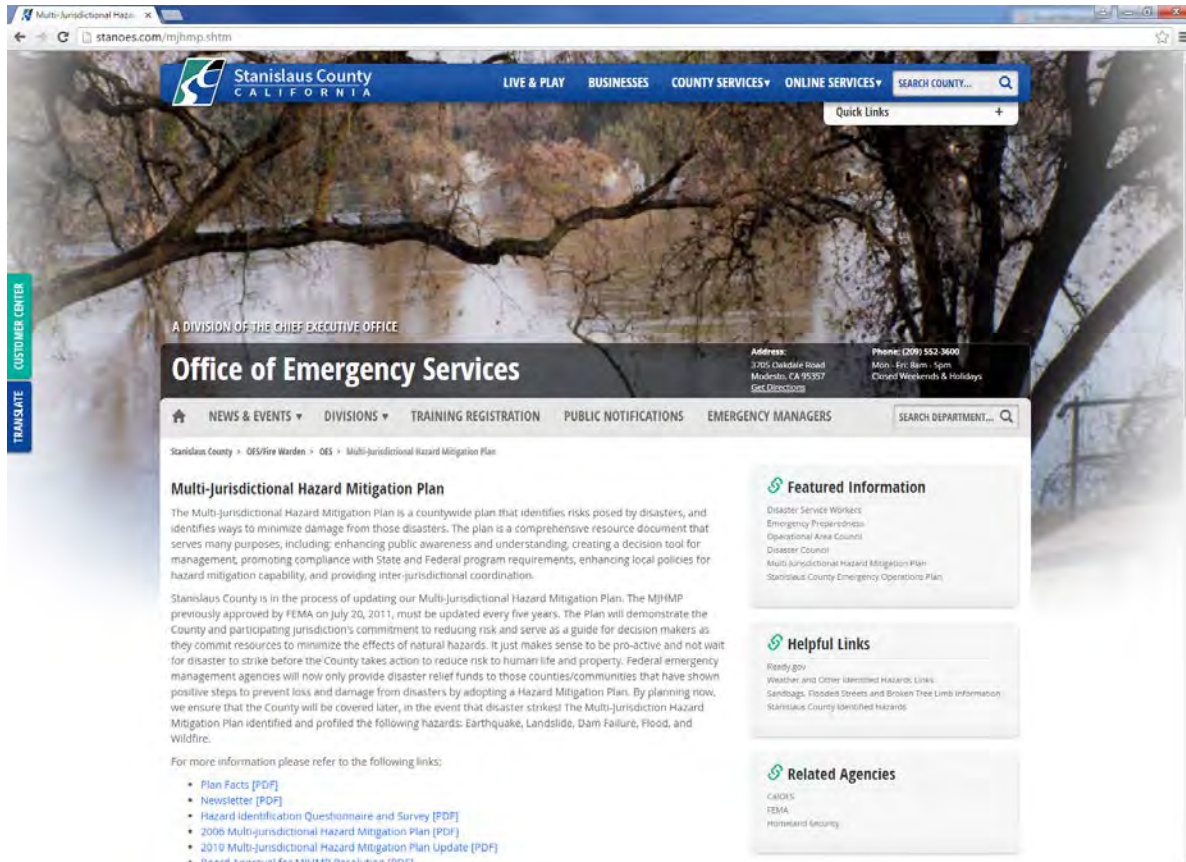 Multi-Jurisdictional Haza
stanoes.com/mjhmp.shtm
Stanislaus County
CALIFORNIA
LIVE & PLAY BUSINESSES COUNTY SERVICES▾ ONLINE SERVICES▾ SEARCH COUNTY...
Quick Links +
CUSTOMER CENTER
TRANSLATE
A DIVISION OF THE CHIEF EXECUTIVE OFFICE
Office of Emergency Services
Address:
3705 Oakdale Road
Modesto, CA 95357
Get Directions
Phone: (209) 552-3600
Mon - Fri: 8am - 5pm
Closed Weekends & Holidays
NEWS & EVENTS ▾ DIVISIONS ▾ TRAINING REGISTRATION PUBLIC NOTIFICATIONS EMERGENCY MANAGERS SEARCH DEPARTMENT...
Stanislaus County > OES/Fire Warden > OES > Multi-Jurisdictional Hazard Mitigation Plan
Multi-Jurisdictional Hazard Mitigation Plan
The Multi-Jurisdictional Hazard Mitigation Plan is a countywide plan that identifies risks posed by disasters, and
identifies ways to minimize damage from those disasters. The plan is a comprehensive resource document that
serves many purposes, including: enhancing public awareness and understanding, creating a decision tool for
management, promoting compliance with State and Federal program requirements, enhancing local policies for
hazard mitigation capability, and providing inter-jurisdictional coordination.
Stanislaus County is in the process of updating our Multi-Jurisdictional Hazard Mitigation Plan. The MJHMP
previously approved by FEMA on July 20, 2011, must be updated every five years. The Plan will demonstrate the
County and participating jurisdiction's commitment to reducing risk and serve as a guide for decision makers as
they commit resources to minimize the effects of natural hazards. It just makes sense to be pro-active and not wait
for disaster to strike before the County takes action to reduce risk to human life and property. Federal emergency
management agencies will now only provide disaster relief funds to those counties/communities that have shown
positive steps to prevent loss and damage from disasters by adopting a Hazard Mitigation Plan. By planning now,
we ensure that the County will be covered later, in the event that disaster strikes! The Multi-Jurisdiction Hazard
Mitigation Plan identified and profiled the following hazards: Earthquake, Landslide, Dam Failure, Flood, and
Wildfire.
For more information please refer to the following links:
• Plan Facts [PDF]
• Newsletter [PDF]
• Hazard Identification Questionnaire and Survey [PDF]
• 2006 Multi-Jurisdictional Hazard Mitigation Plan [PDF]
• 2010 Multi-Jurisdictional Hazard Mitigation Plan Update [PDF]
• Board Approval for MJHMP Resolution [PDF]
Featured Information
Disaster Service Workers
Emergency Preparedness
Operational Area Council
Disaster Council
Multi Jurisdictional Hazard Mitigation Plan
Stanislaus County Emergency Operations Plan
Helpful Links
Ready.gov
Weather and Other Identified Hazards Links
Sandbags, Flooded Streets and Broken Tree Limb Information
Stanislaus County Identified Hazards
Related Agencies
CalOES
FEMA
Homeland Security